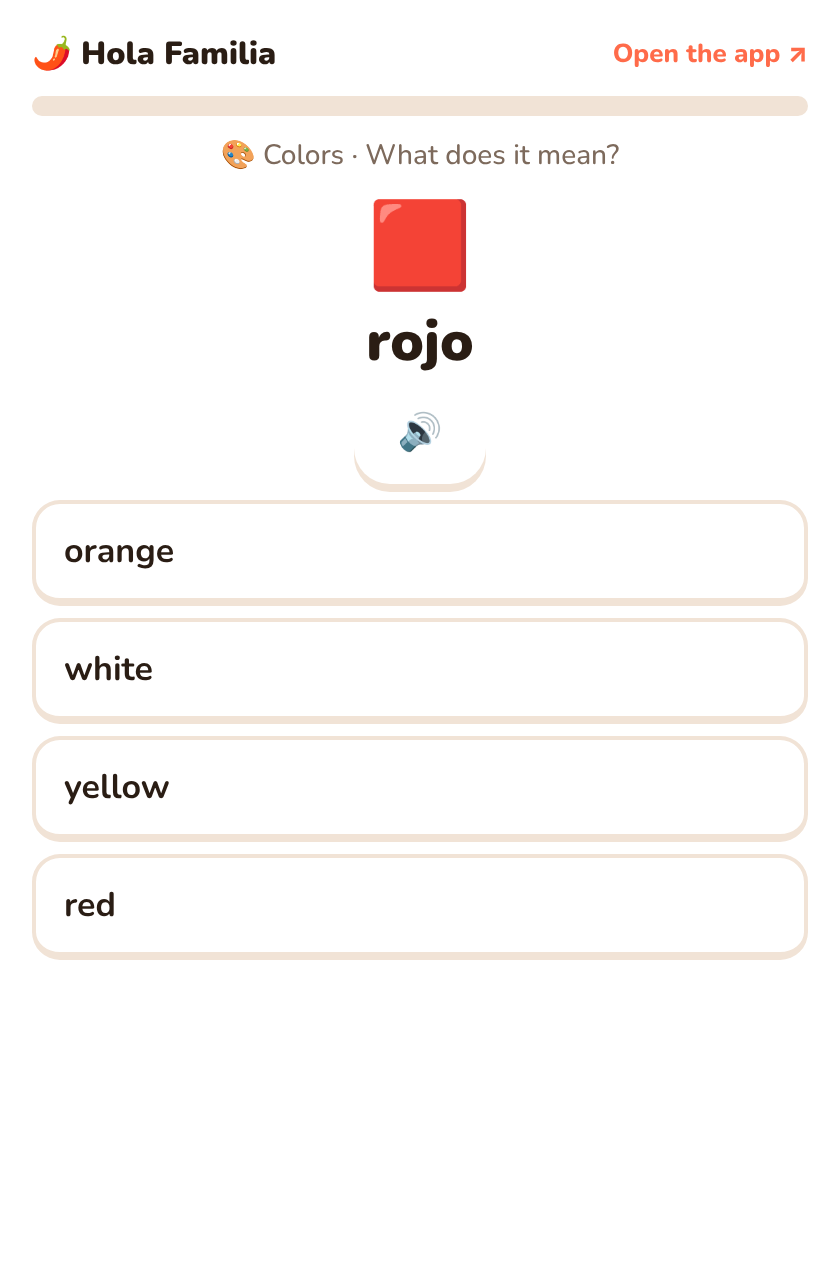 🌶️ Hola Familia
Open the app ↗
🎨 Colors · What does it mean?
rojo
orange
white
yellow
red